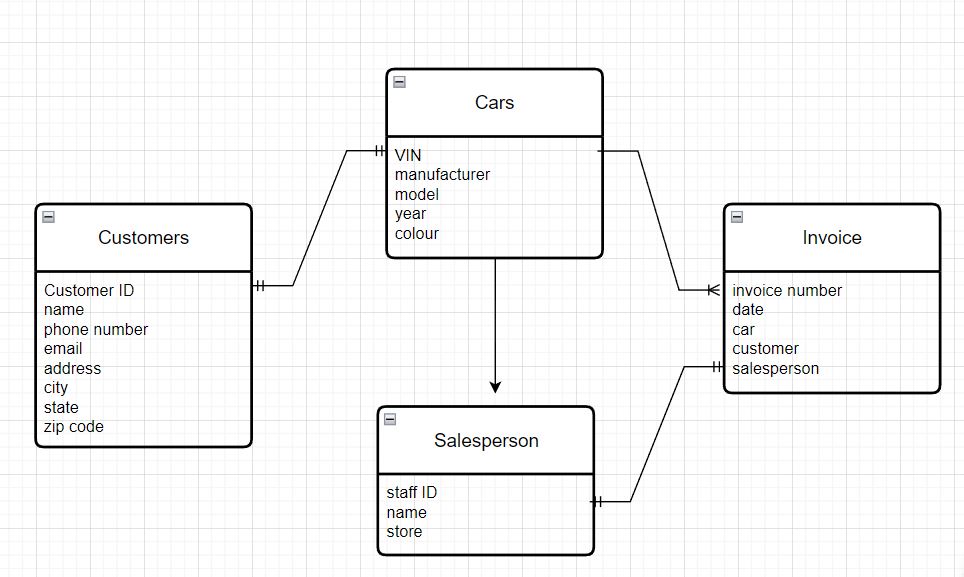 Cars
VIN
manufacturer
model
year
colour
Customers
Customer ID
name
phone number
email
address
city
state
zip code
Invoice
invoice number
date
car
customer
salesperson
Salesperson
staff ID
name
store